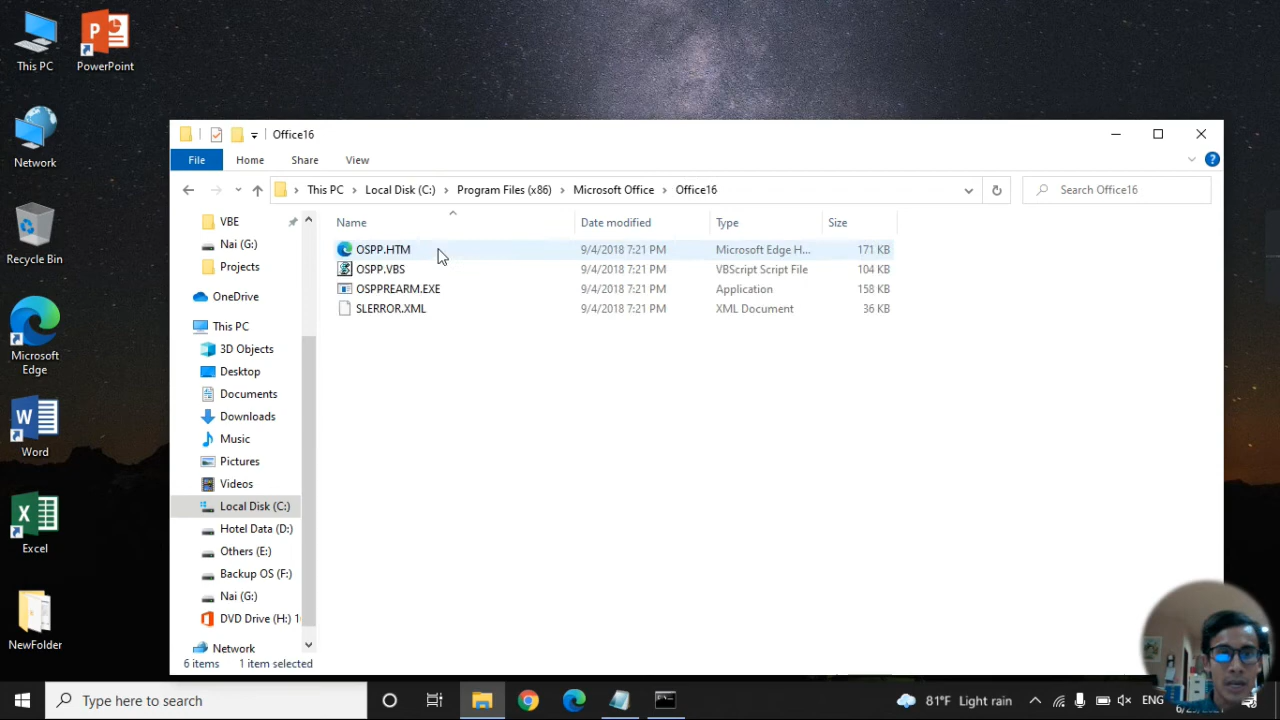 This PC
PowerPoint
Network
Recycle Bin
Microsoft
Edge
Word
Excel
NewFolder
Office16
File
Home
Share
View
This PC
Local Disk (C:)
Program Files (x86)
Microsoft Office
Office16
Search Office16
VBE
Nai (G:)
Projects
OneDrive
This PC
3D Objects
Desktop
Documents
Downloads
Music
Pictures
Videos
Local Disk (C:)
Hotel Data (D:)
Others (E:)
Backup OS (F:)
Nai (G:)
DVD Drive (H:) 1
Network
Name Date modified Type Size
OSPP.HTM 9/4/2018 7:21 PM Microsoft Edge H... 171 KB
OSPP.VBS 9/4/2018 7:21 PM VBScript Script File 104 KB
OSPPREARM.EXE 9/4/2018 7:21 PM Application 158 KB
SLERROR.XML 9/4/2018 7:21 PM XML Document 36 KB
6 items 1 item selected
Type here to search
81°F Light rain
ENG